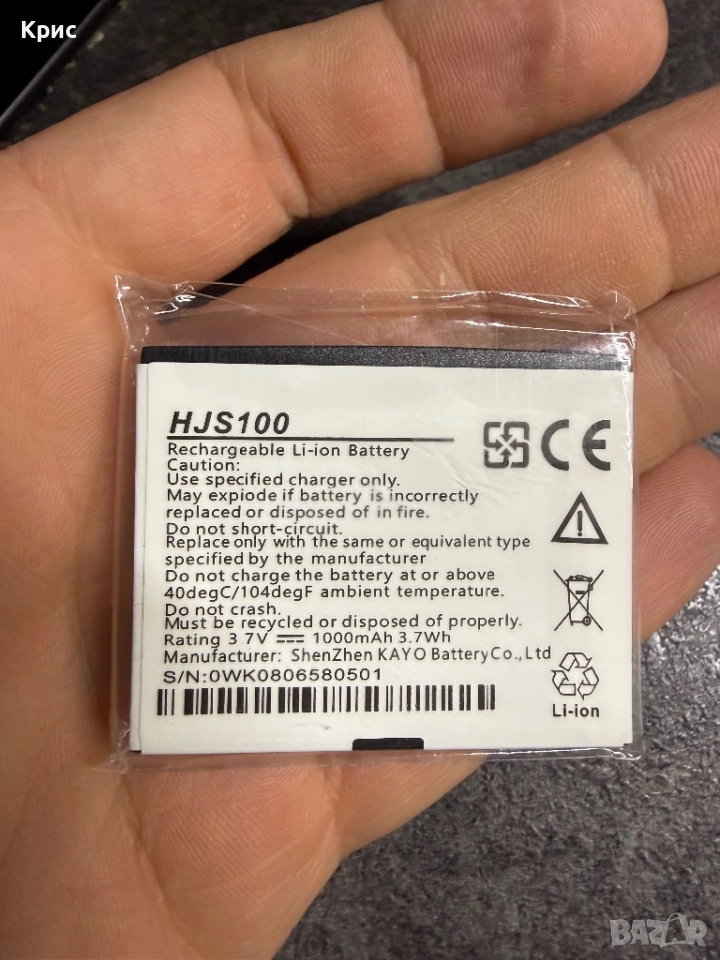 Крис
HJS100
Rechargeable Li-ion Battery
Caution:
Use specified charger only.
May expiode if battery is incorrectly
replaced or disposed of in fire.
Do not short-circuit.
Replace only with the same or equivalent type
specified by the manufacturer
Do not charge the battery at or above
40degC/104degF ambient temperature.
Do not crash.
Must be recycled or disposed of properly.
Rating 3.7V 1000mAh 3.7Wh
Manufacturer: ShenZhen KAYO BatteryCo.,Ltd
S/N:0WK0806580501
CE
Li-ion
BAZAR